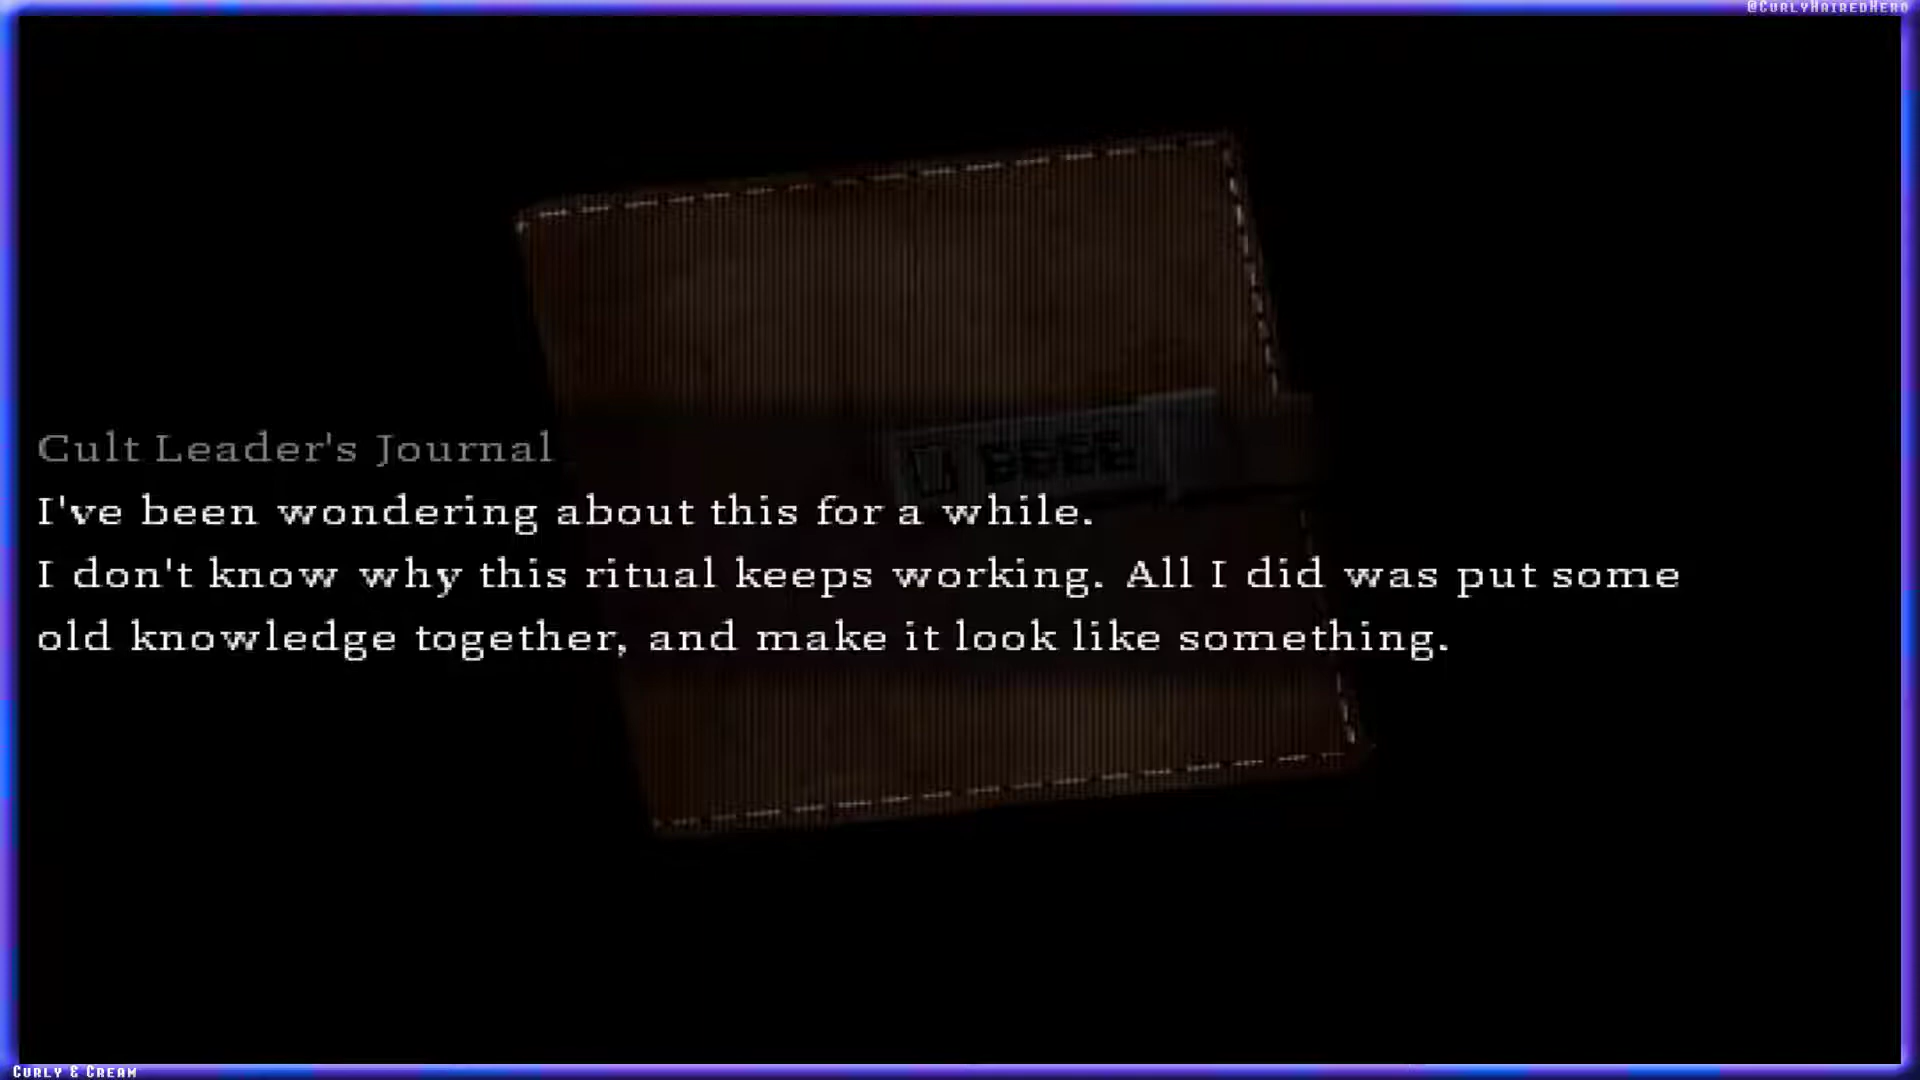 @CurlyHairedHero
Cult Leader's Journal
I've been wondering about this for a while.
I don't know why this ritual keeps working. All I did was put some
old knowledge together, and make it look like something.
Curly & Cream